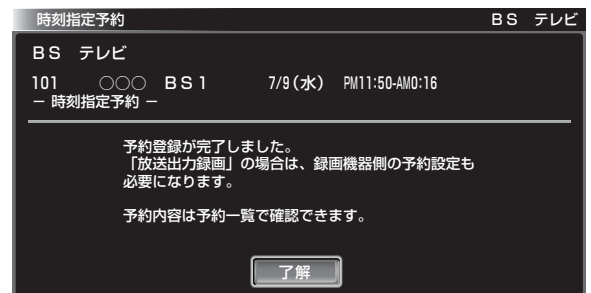 時刻指定予約 BS テレビ
BS テレビ
101 ○○○ BS1 7/9(水) PM11:50-AM0:16
— 時刻指定予約 —
予約登録が完了しました。
「放送出力録画」の場合は、録画機器側の予約設定も
必要になります。
予約内容は予約一覧で確認できます。
了解